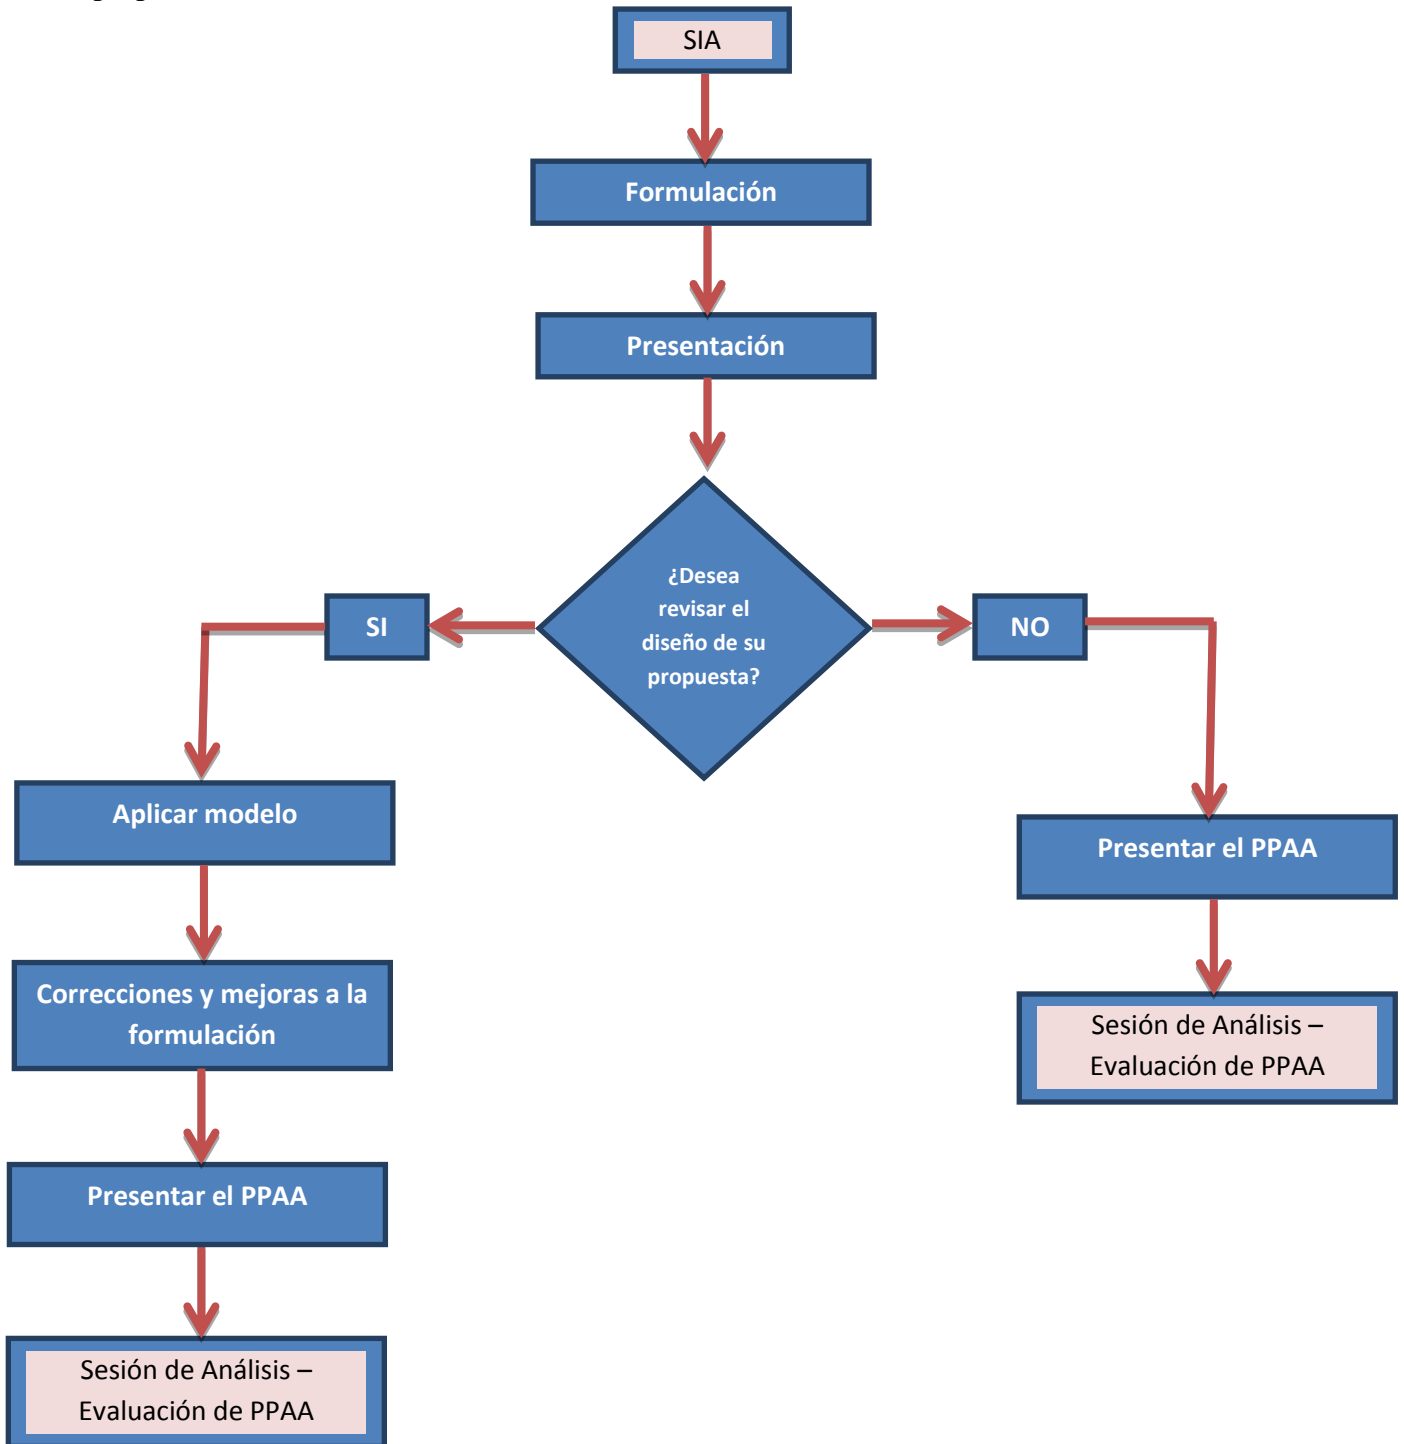 SIA
Formulación
Presentación
¿Desea
revisar el
diseño de su
propuesta?
SI
NO
Aplicar modelo
Presentar el PPAA
Correcciones y mejoras a la
formulación
Sesión de Análisis –
Evaluación de PPAA
Presentar el PPAA
Sesión de Análisis –
Evaluación de PPAA